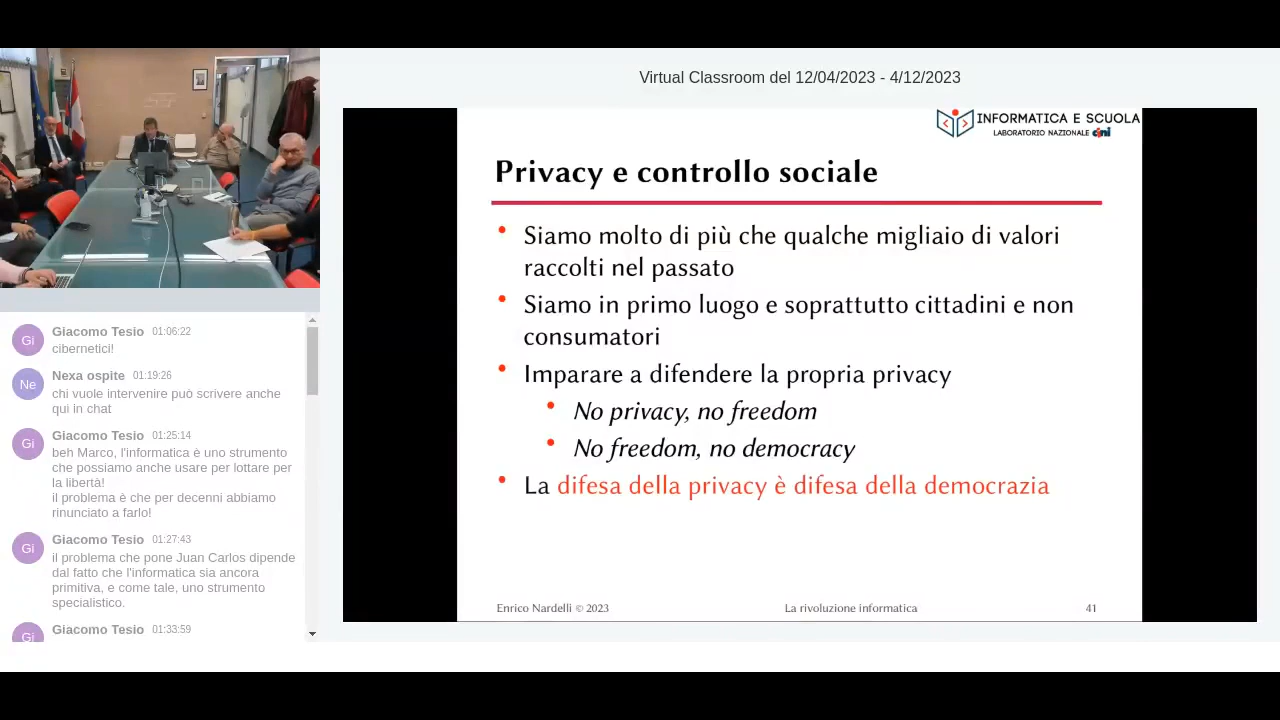 Virtual Classroom del 12/04/2023 - 4/12/2023
INFORMATICA E SCUOLA
LABORATORIO NAZIONALE cini
Privacy e controllo sociale
Siamo molto di più che qualche migliaio di valori
raccolti nel passato
Siamo in primo luogo e soprattutto cittadini e non
consumatori
Imparare a difendere la propria privacy
No privacy, no freedom
No freedom, no democracy
La difesa della privacy è difesa della democrazia
Enrico Nardelli © 2023
La rivoluzione informatica
41
Gi
Giacomo Tesio 01:06:22
cibernetici!
Ne
Nexa ospite 01:19:26
chi vuole intervenire può scrivere anche
qui in chat
Gi
Giacomo Tesio 01:25:14
beh Marco, l'informatica è uno strumento
che possiamo anche usare per lottare per
la libertà!
il problema è che per decenni abbiamo
rinunciato a farlo!
Gi
Giacomo Tesio 01:27:43
il problema che pone Juan Carlos dipende
dal fatto che l'informatica sia ancora
primitiva, e come tale, uno strumento
specialistico.
Gi
Giacomo Tesio 01:33:59